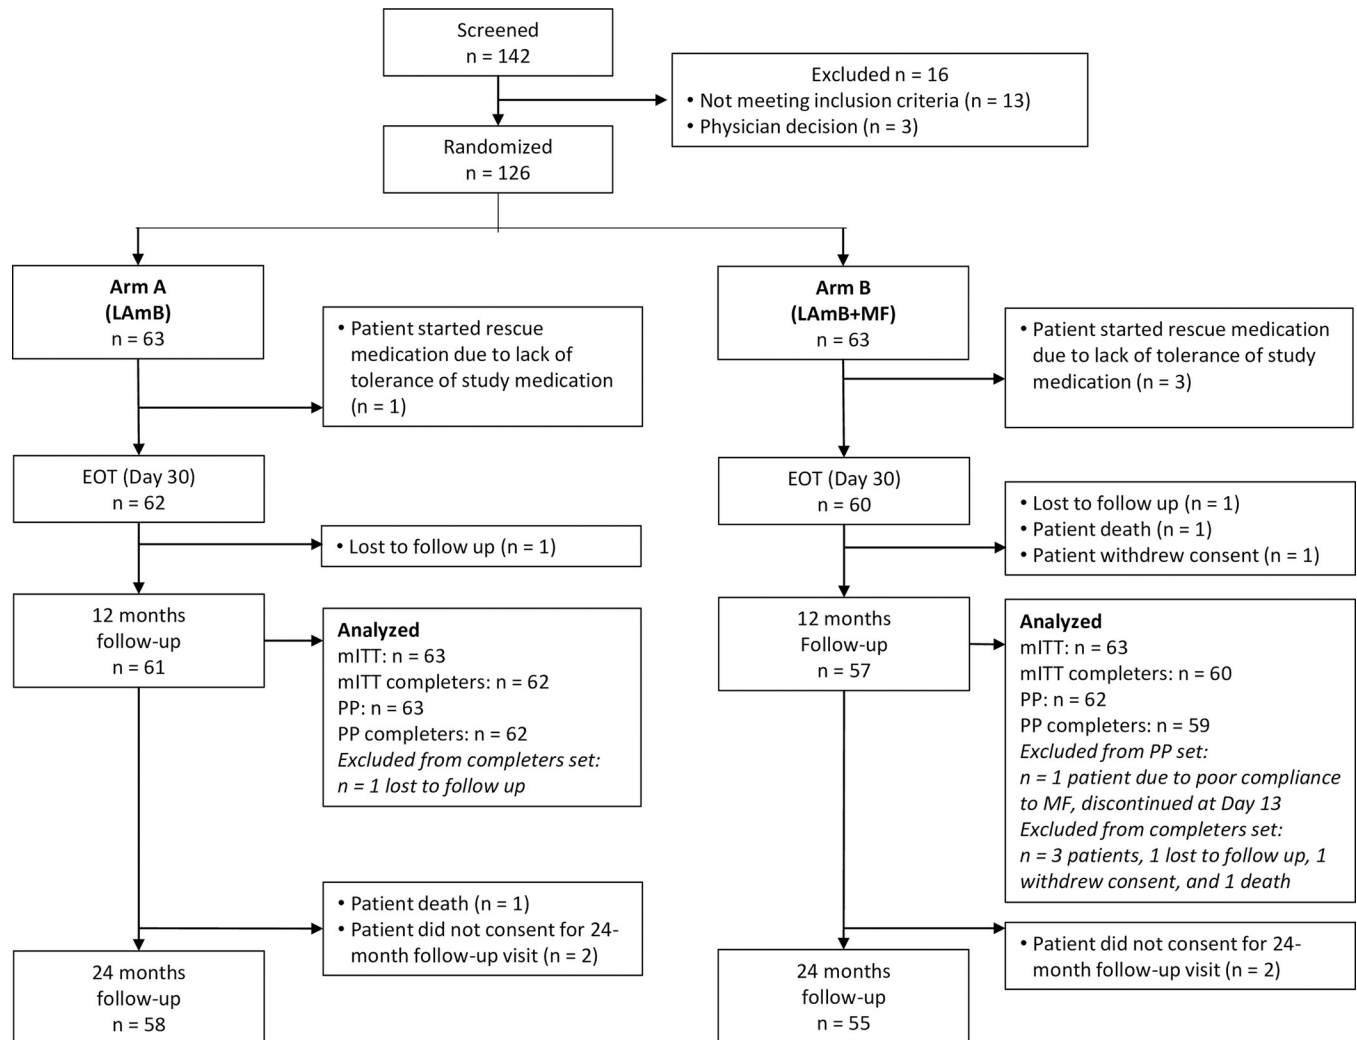 Screened
n = 142
Excluded n = 16
• Not meeting inclusion criteria (n = 13)
• Physician decision (n = 3)
Randomized
n = 126
Arm A
(LAmB)
n = 63
• Patient started rescue
medication due to lack of
tolerance of study medication
(n = 1)
Arm B
(LAmB+MF)
n = 63
• Patient started rescue medication
due to lack of tolerance of study
medication (n = 3)
EOT (Day 30)
n = 62
• Lost to follow up (n = 1)
EOT (Day 30)
n = 60
• Lost to follow up (n = 1)
• Patient death (n = 1)
• Patient withdrew consent (n = 1)
12 months
follow-up
n = 61
Analyzed
mITT: n = 63
mITT completers: n = 62
PP: n = 63
PP completers: n = 62
Excluded from completers set:
n = 1 lost to follow up
12 months
Follow-up
n = 57
Analyzed
mITT: n = 63
mITT completers: n = 60
PP: n = 62
PP completers: n = 59
Excluded from PP set:
n = 1 patient due to poor compliance
to MF, discontinued at Day 13
Excluded from completers set:
n = 3 patients, 1 lost to follow up, 1
withdrew consent, and 1 death
• Patient death (n = 1)
• Patient did not consent for 24-
month follow-up visit (n = 2)
24 months
follow-up
n = 58
• Patient did not consent for 24-
month follow-up visit (n = 2)
24 months
follow-up
n = 55